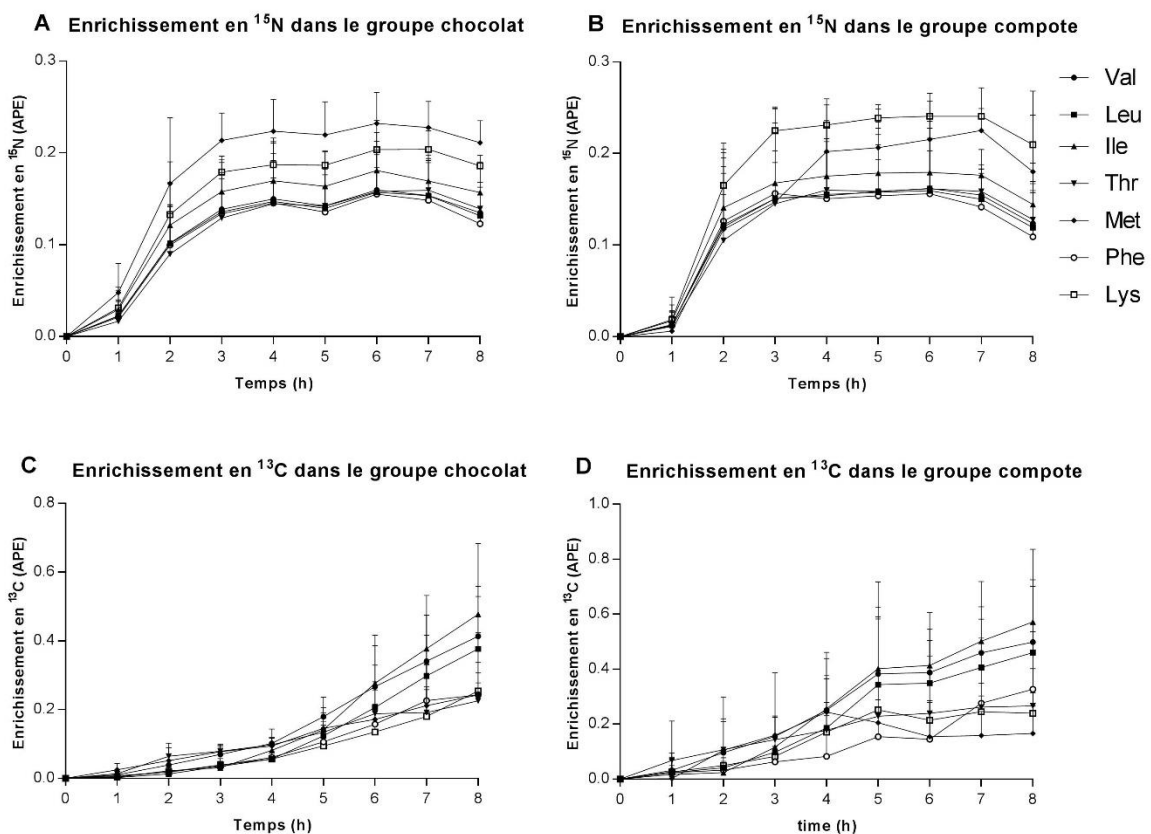 A Enrichissement en ¹⁵N dans le groupe chocolat
Enrichissement en ¹⁵N (APE)
0.3
0.2
0.1
0.0
0 1 2 3 4 5 6 7 8
Temps (h)
B Enrichissement en ¹⁵N dans le groupe compote
Enrichissement en ¹⁵N (APE)
0.3
0.2
0.1
0.0
0 1 2 3 4 5 6 7 8
Temps (h)
Val
Leu
Ile
Thr
Met
Phe
Lys
C Enrichissement en ¹³C dans le groupe chocolat
Enrichissement en ¹³C (APE)
0.8
0.6
0.4
0.2
0.0
0 1 2 3 4 5 6 7 8
Temps (h)
D Enrichissement en ¹³C dans le groupe compote
Enrichissement en ¹³C (APE)
1.0
0.8
0.6
0.4
0.2
0.0
0 1 2 3 4 5 6 7 8
time (h)